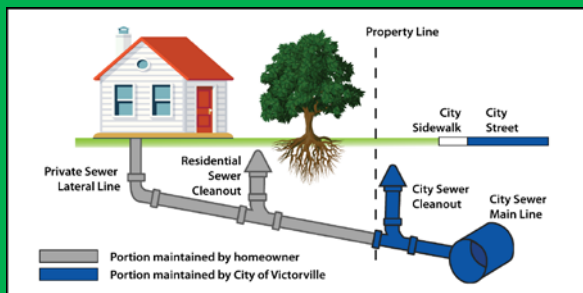 Property Line
City
Sidewalk
City
Street
Private Sewer
Lateral Line
Residential
Sewer
Cleanout
City Sewer
Cleanout
City Sewer
Main Line
Portion maintained by homeowner
Portion maintained by City of Victorville